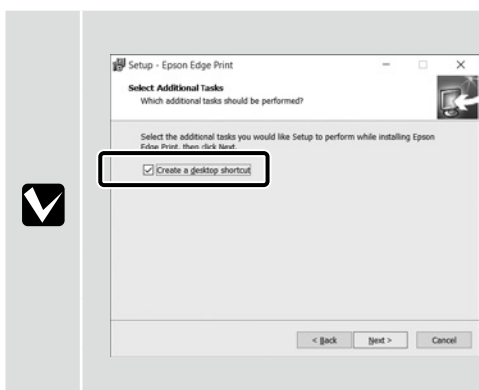 Setup - Epson Edge Print
Select Additional Tasks
Which additional tasks should be performed?
Select the additional tasks you would like Setup to perform while installing Epson
Edge Print, then click Next.
Create a desktop shortcut
< Back Next > Cancel